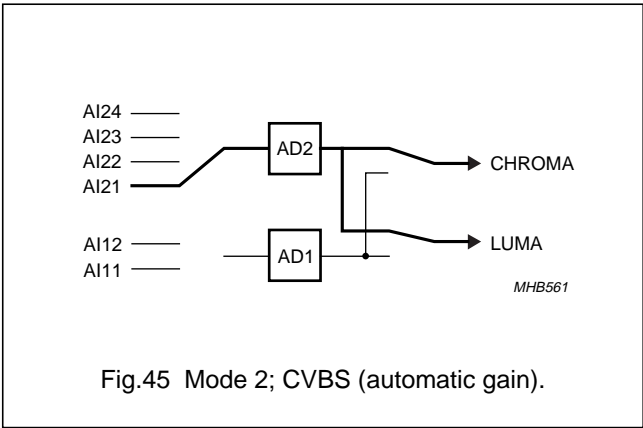 AI24
AI23
AI22
AI21
AD2
CHROMA
AI12
AI11
AD1
LUMA
MHB561
Fig.45 Mode 2; CVBS (automatic gain).